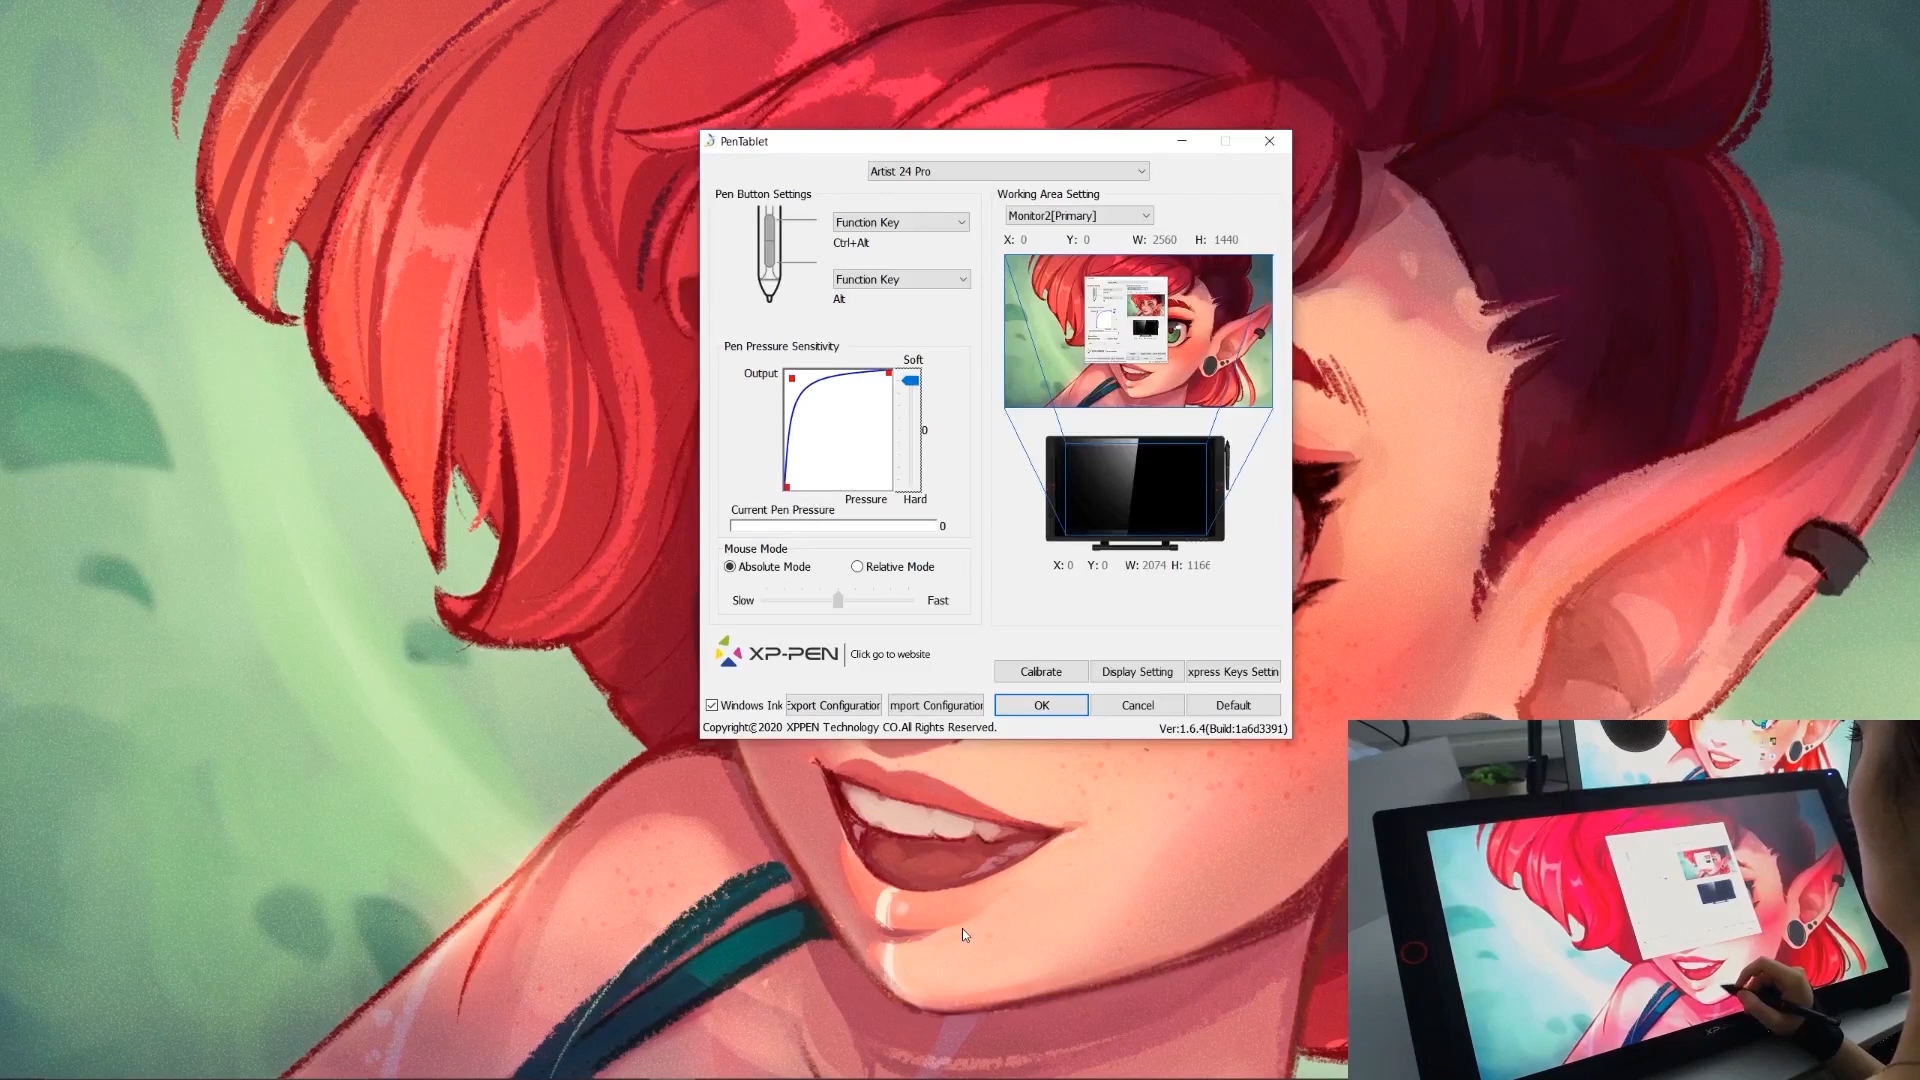 PenTablet
Artist 24 Pro
Pen Button Settings
Function Key
Ctrl+Alt
Function Key
Alt
Pen Pressure Sensitivity
Soft
Output
0
Pressure
Hard
Current Pen Pressure
0
Mouse Mode
Absolute Mode
Relative Mode
Slow
Fast
Working Area Setting
Monitor2[Primary]
X: 0 Y: 0 W: 2560 H: 1440
X: 0 Y: 0 W: 2074 H: 1166
XP-PEN Click go to website
Calibrate Display Setting xpress Keys Settin
Windows Ink Export Configuration mport Configuration OK Cancel Default
Copyright©2020 XPPEN Technology CO.All Rights Reserved.
Ver:1.6.4(Build:1a6d3391)